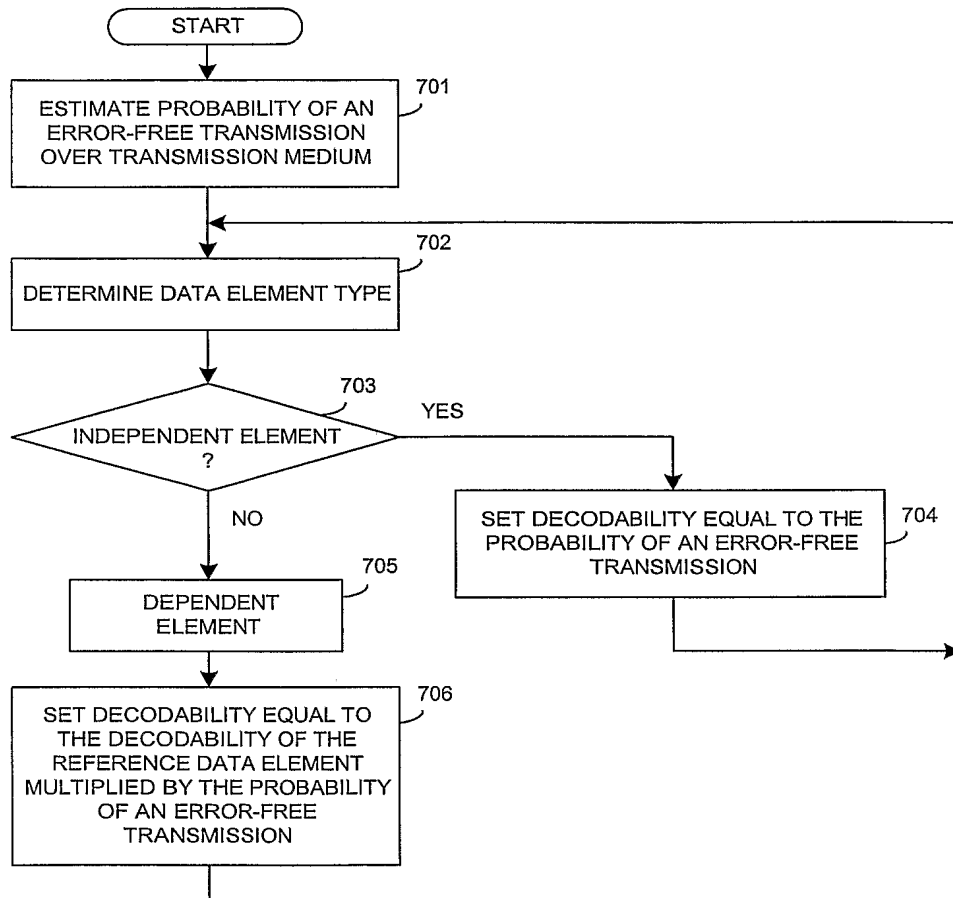 START
701
ESTIMATE PROBABILITY OF AN
ERROR-FREE TRANSMISSION
OVER TRANSMISSION MEDIUM
702
DETERMINE DATA ELEMENT TYPE
703
INDEPENDENT ELEMENT
?
YES
NO
704
SET DECODABILITY EQUAL TO THE
PROBABILITY OF AN ERROR-FREE
TRANSMISSION
705
DEPENDENT
ELEMENT
706
SET DECODABILITY EQUAL TO
THE DECODABILITY OF THE
REFERENCE DATA ELEMENT
MULTIPLIED BY THE PROBABILITY
OF AN ERROR-FREE
TRANSMISSION